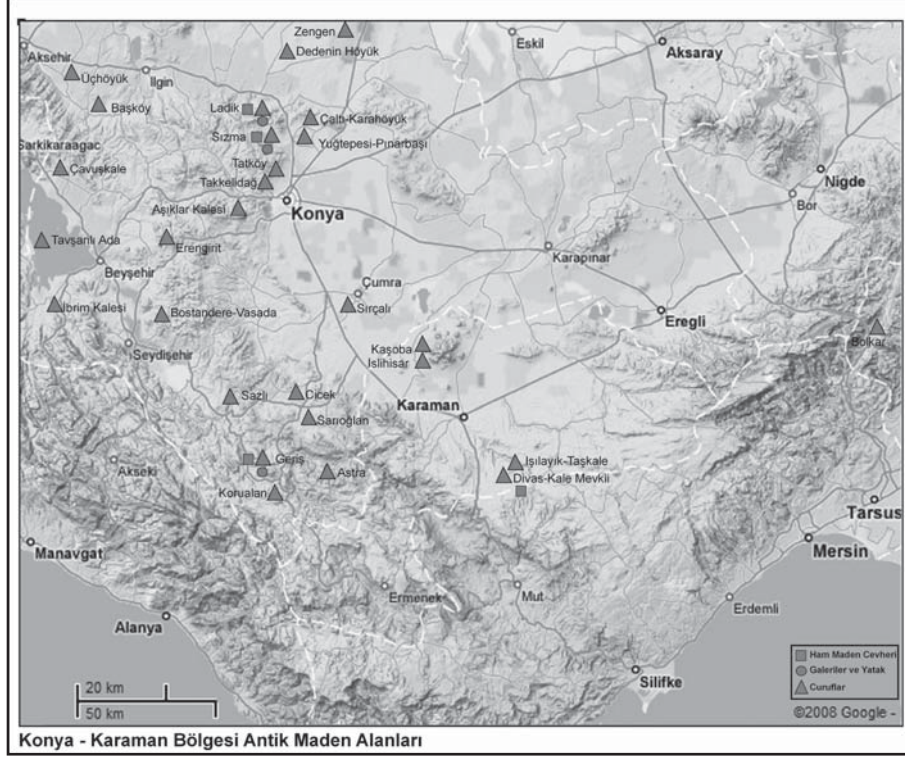 Zengen
Eskil
Aksaray
Dedenin Höyük
Akşehir
Üçhöyük
Ilgin
Başköy
Ladik
Çaltı-Karahöyük
Sızma
Yuğtepesi-Pınarbaşı
Sarkikaraagac
Çavuşkale
Tatköy
Takkelidağ
Nigde
Bor
Aşıklar Kalesi
Konya
Tavşanlı Ada
Erengirit
Karapınar
Beyşehir
Çumra
İbrim Kalesi
Bostandere-Vasada
Sırçalı
Eregli
Bolkar
Seydişehir
Kaşoba
Islihisar
Sazlı
Cicek
Karaman
Sarıoğlan
Akseki
Geriş
Astra
Işılayık-Taşkale
Divas-Kale Mevkii
Korualan
Tarsus
Manavgat
Mersin
Ermenek
Mut
Erdemli
Alanya
Silifke
Ham Maden Cevheri
Galeriler ve Yatak
Curuflar
20 km
50 km
©2008 Google -
Konya - Karaman Bölgesi Antik Maden Alanları